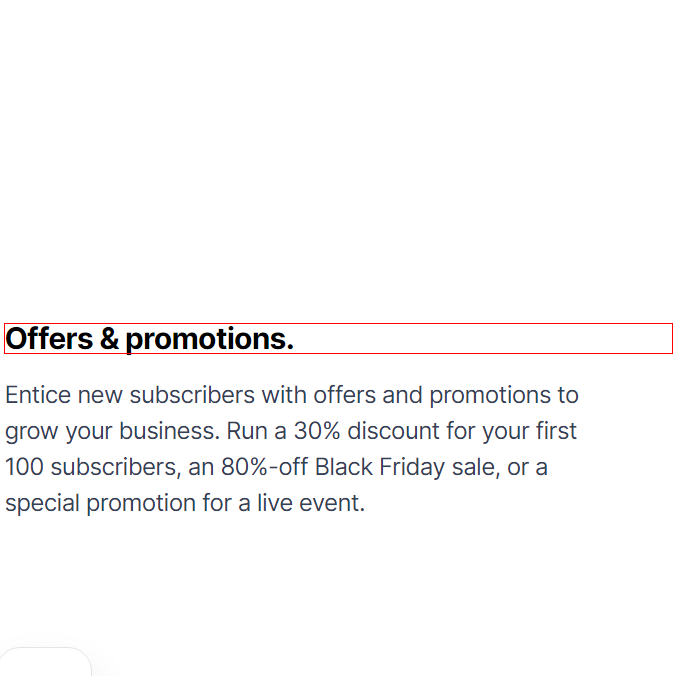 Offers & promotions.
Entice new subscribers with offers and promotions to
grow your business. Run a 30% discount for your first
100 subscribers, an 80%-off Black Friday sale, or a
special promotion for a live event.